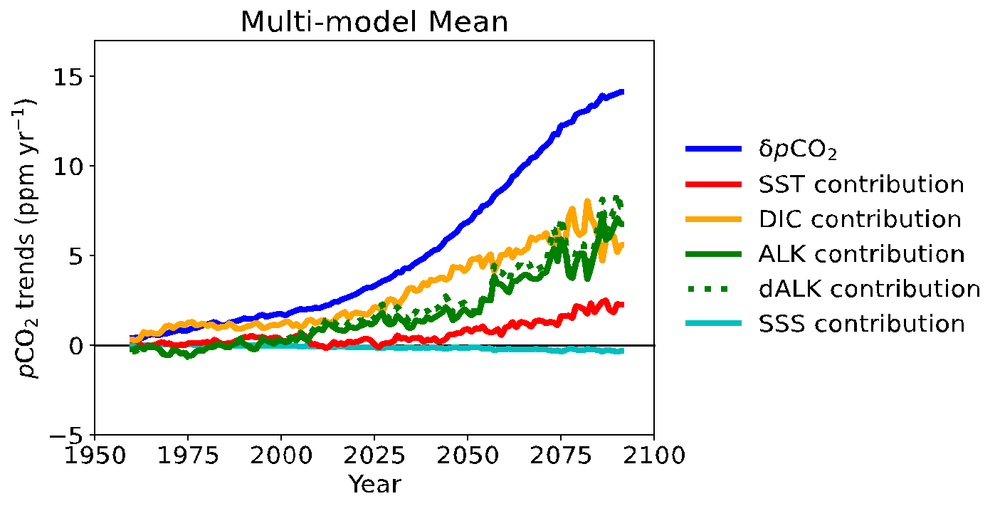 Multi-model Mean
pCO₂ trends (ppm yr⁻¹)
15
10
5
0
−5
1950 1975 2000 2025 2050 2075 2100
Year
δpCO₂
SST contribution
DIC contribution
ALK contribution
dALK contribution
SSS contribution